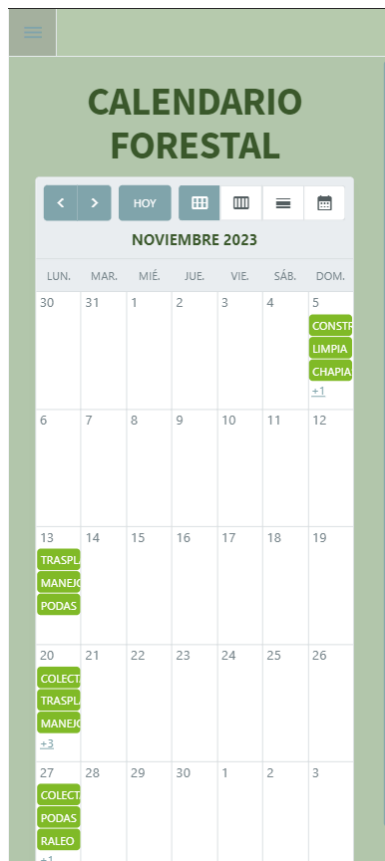 CALENDARIO
FORESTAL
HOY
NOVIEMBRE 2023
LUN. MAR. MIÉ. JUE. VIE. SÁB. DOM.
30 31 1 2 3 4 5
CONSTR
LIMPIA
CHAPIA
+1
6 7 8 9 10 11 12
13 14 15 16 17 18 19
TRASPL
MANEJO
PODAS
20 21 22 23 24 25 26
COLECT
TRASPL
MANEJO
+3
27 28 29 30 1 2 3
COLECT
PODAS
RALEO
+1